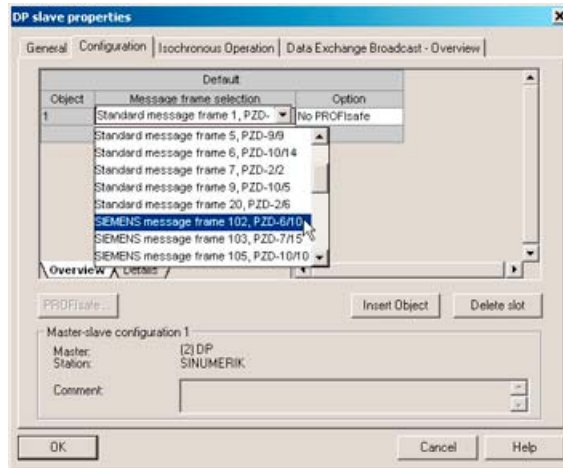 DP slave properties
General Configuration Isochronous Operation Data Exchange Broadcast - Overview
Default
Object Message frame selection Option
1 Standard message frame 1, PZD- No PROFIsafe
Standard message frame 5, PZD-9/9
Standard message frame 6, PZD-10/14
Standard message frame 7, PZD-2/2
Standard message frame 9, PZD-10/5
Standard message frame 20, PZD-2/6
SIEMENS message frame 102, PZD-6/10
SIEMENS message frame 103, PZD-7/15
SIEMENS message frame 105, PZD-10/10
Overview Details
PROFIsafe... Insert Object Delete slot
Master-slave configuration 1
Master: (2) DP
Station: SINUMERIK
Comment:
OK Cancel Help